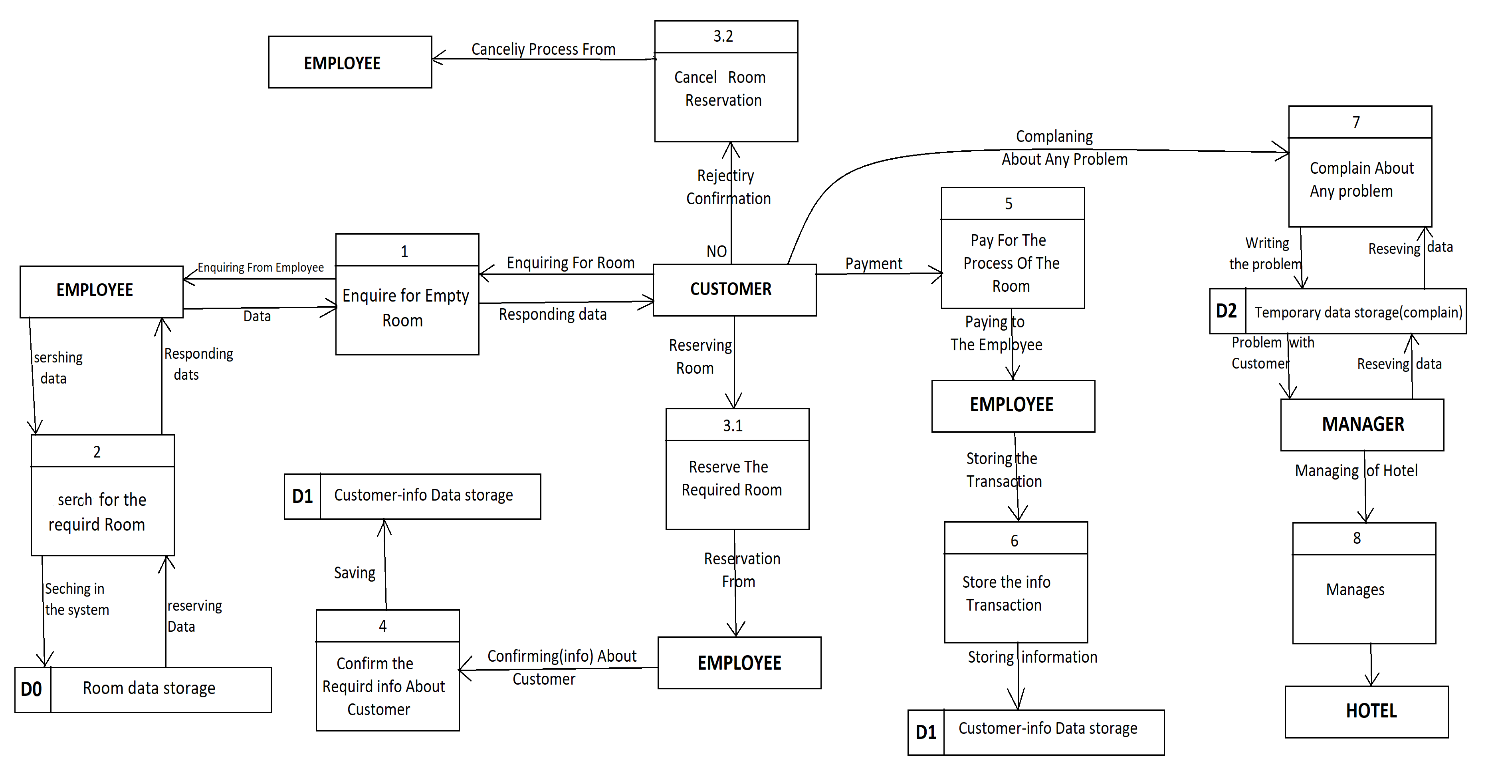 3.2
Canceliy Process From
EMPLOYEE
Cancel Room
Reservation
7
Complaning
About Any Problem
Complain About
Any problem
Rejectiry
Confirmation
5
Pay For The
Process Of The
Room
NO
1
Enquiring From Employee
Enquiring For Room
Payment
Writing
the problem
Reseving data
EMPLOYEE
Enquire for Empty
Room
CUSTOMER
Data
Responding data
D2
Temporary data storage(complain)
Paying to
The Employee
sershing
data
Responding
dats
Reserving
Room
Problem with
Customer
Reseving data
EMPLOYEE
MANAGER
2
serch for the
requird Room
3.1
Reserve The
Required Room
Storing the
Transaction
Managing of Hotel
D1
Customer-info Data storage
6
Store the info
Transaction
8
Manages
Seching in
the system
reserving
Data
Saving
Reservation
From
4
Confirm the
Requird info About
Customer
Confirming(info) About
Customer
EMPLOYEE
Storing information
D0
Room data storage
HOTEL
D1
Customer-info Data storage